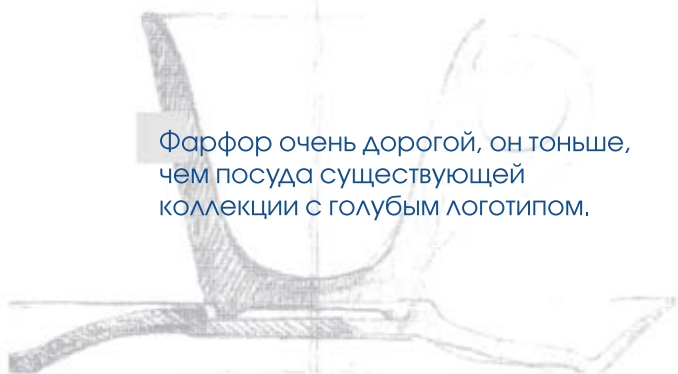 Фарфор очень дорогой, он тоньше,
чем посуда существующей
коллекции с голубым логотипом.